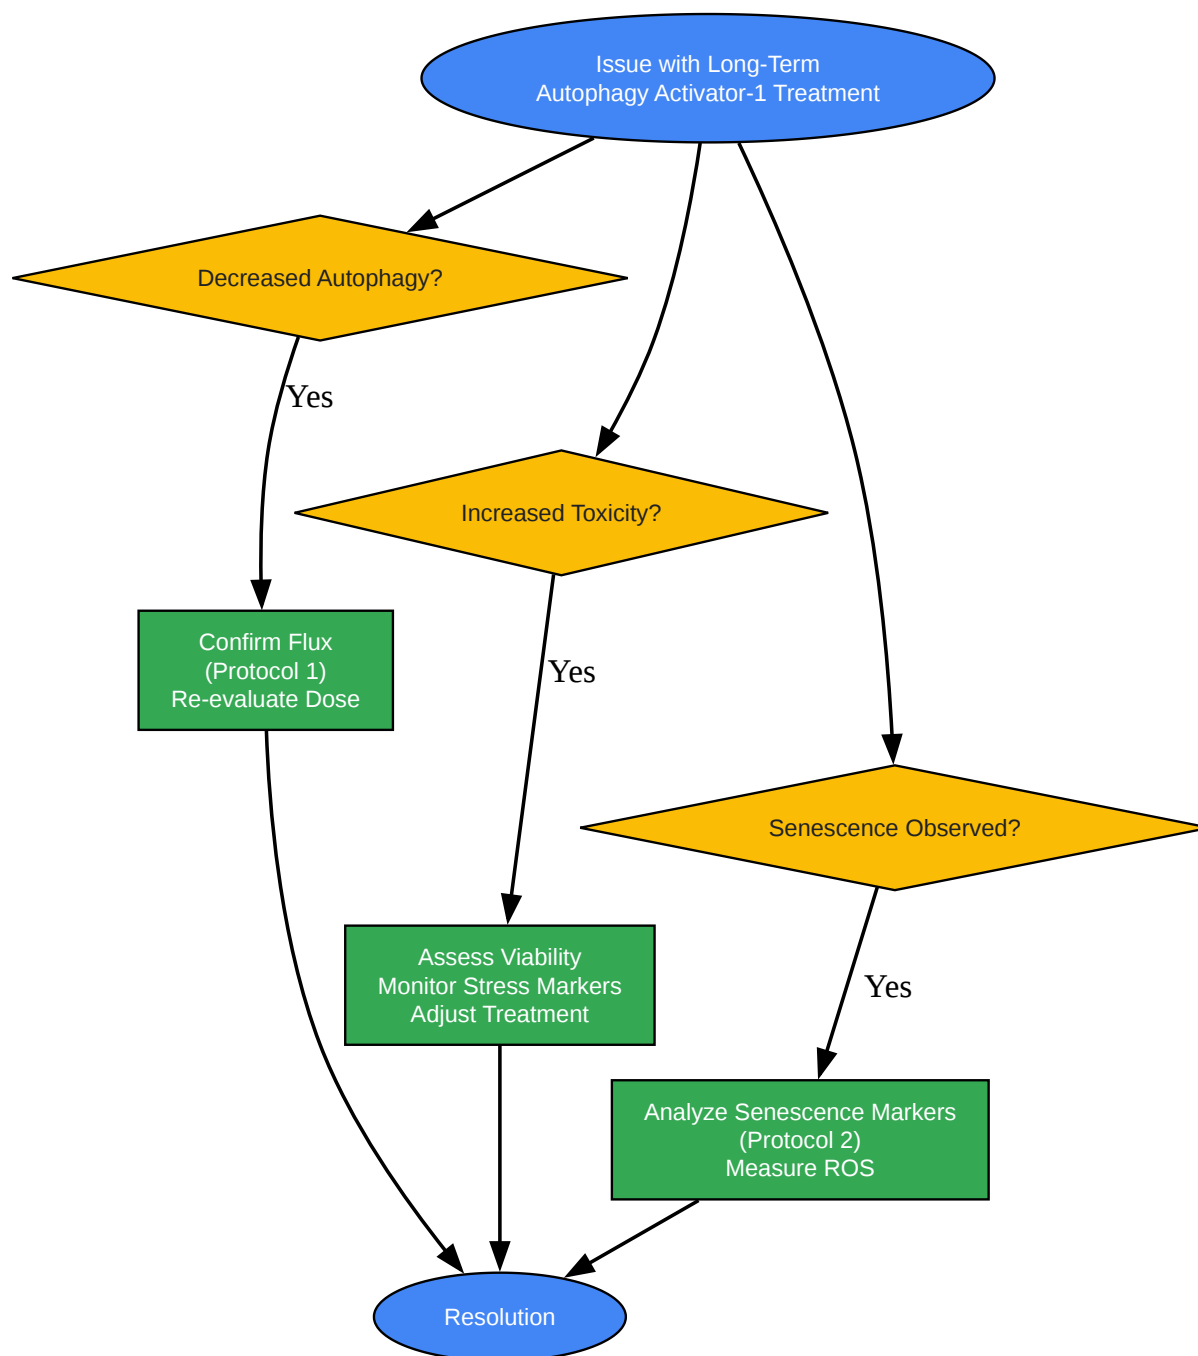 Issue with Long-Term
Autophagy Activator-1 Treatment
Decreased Autophagy?
Yes
Increased Toxicity?
Confirm Flux
(Protocol 1)
Re-evaluate Dose
Yes
Senescence Observed?
Assess Viability
Monitor Stress Markers
Adjust Treatment
Yes
Analyze Senescence Markers
(Protocol 2)
Measure ROS
Resolution